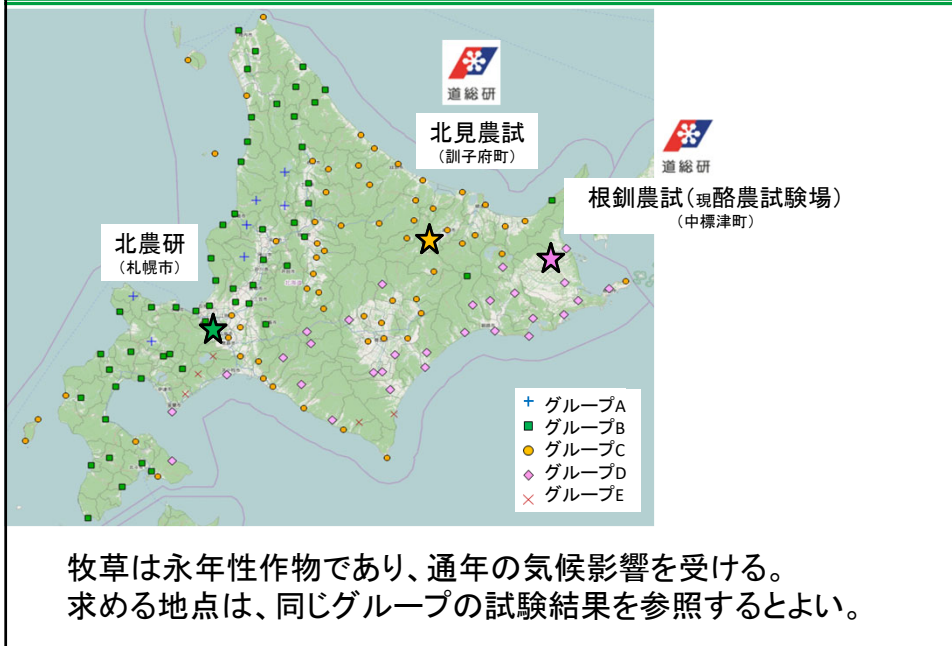 道総研
北見農試
(訓子府町)
道総研
根釧農試(現酪農試験場)
(中標津町)
北農研
(札幌市)
グループA
グループB
グループC
グループD
グループE
牧草は永年性作物であり、通年の気候影響を受ける。
求める地点は、同じグループの試験結果を参照するとよい。